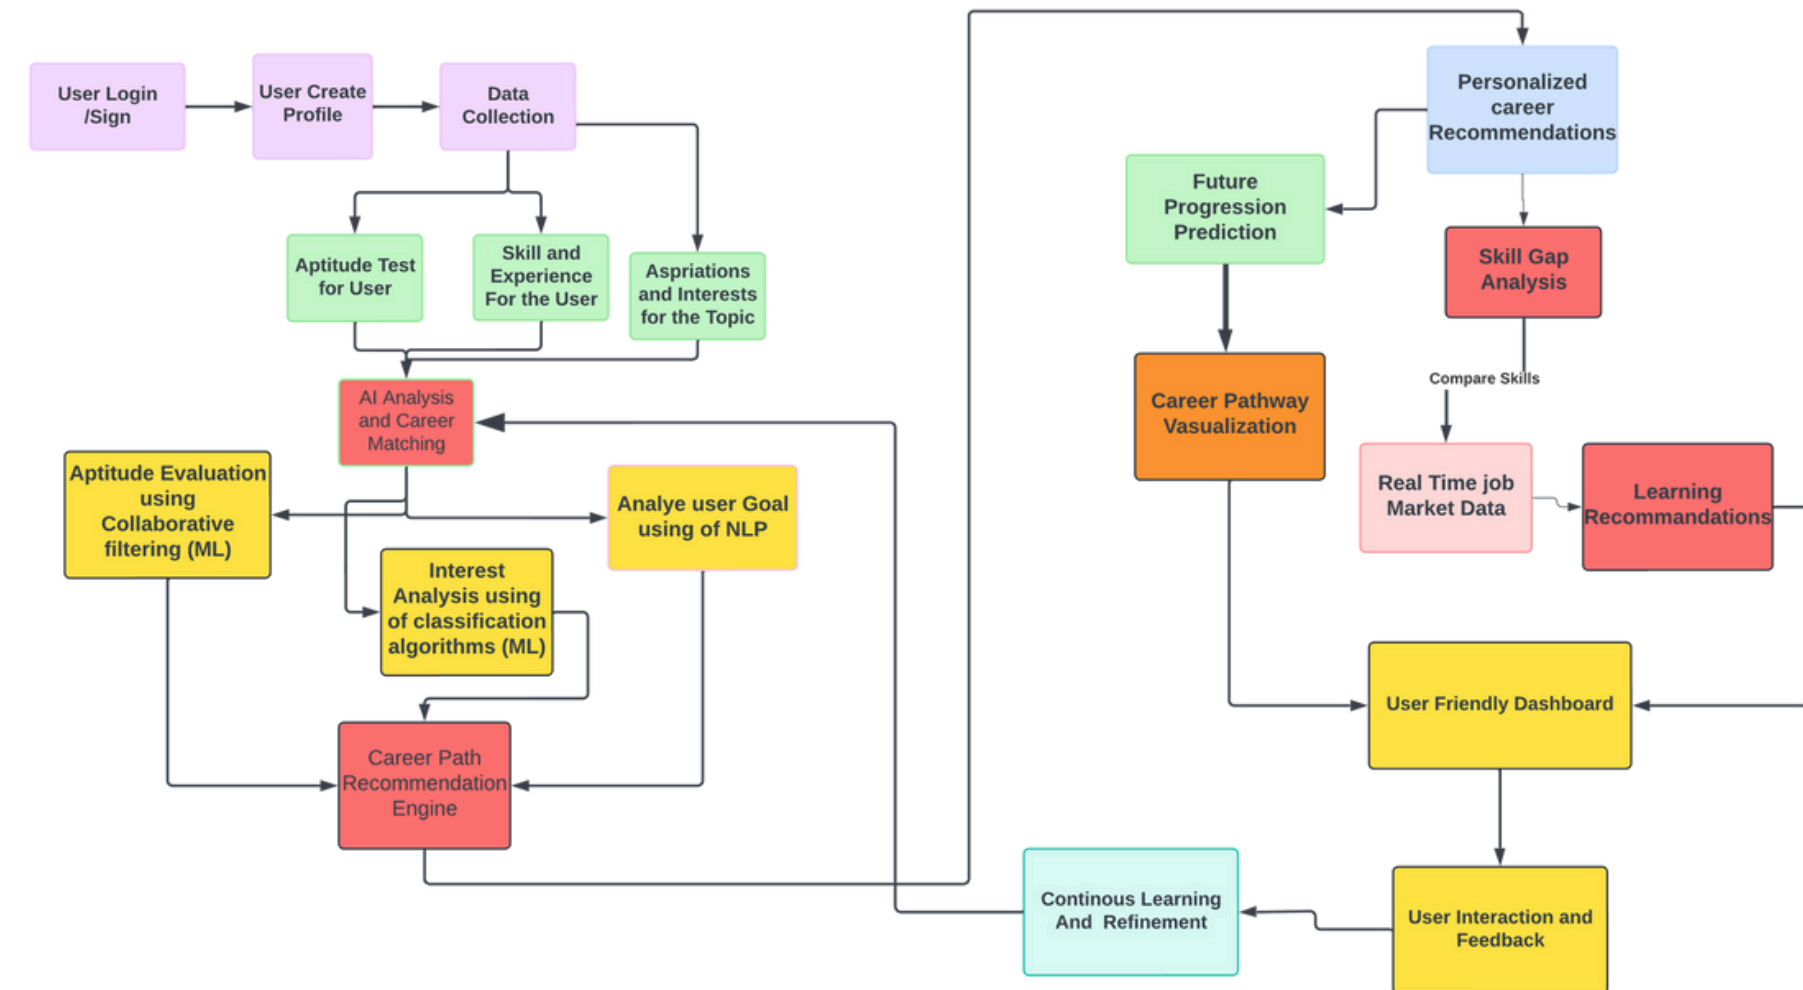 User Login
/Sign
User Create
Profile
Data
Collection
Aptitude Test
for User
Skill and
Experience
For the User
Aspriations
and Interests
for the Topic
AI Analysis
and Career
Matching
Aptitude Evaluation
using
Collaborative
filtering (ML)
Interest
Analysis using
of classification
algorithms (ML)
Analye user Goal
using of NLP
Career Path
Recommendation
Engine
Personalized
career
Recommendations
Future
Progression
Prediction
Skill Gap
Analysis
Career Pathway
Vasualization
Compare Skills
Real Time job
Market Data
Learning
Recommandations
User Friendly Dashboard
User Interaction and
Feedback
Continous Learning
And Refinement